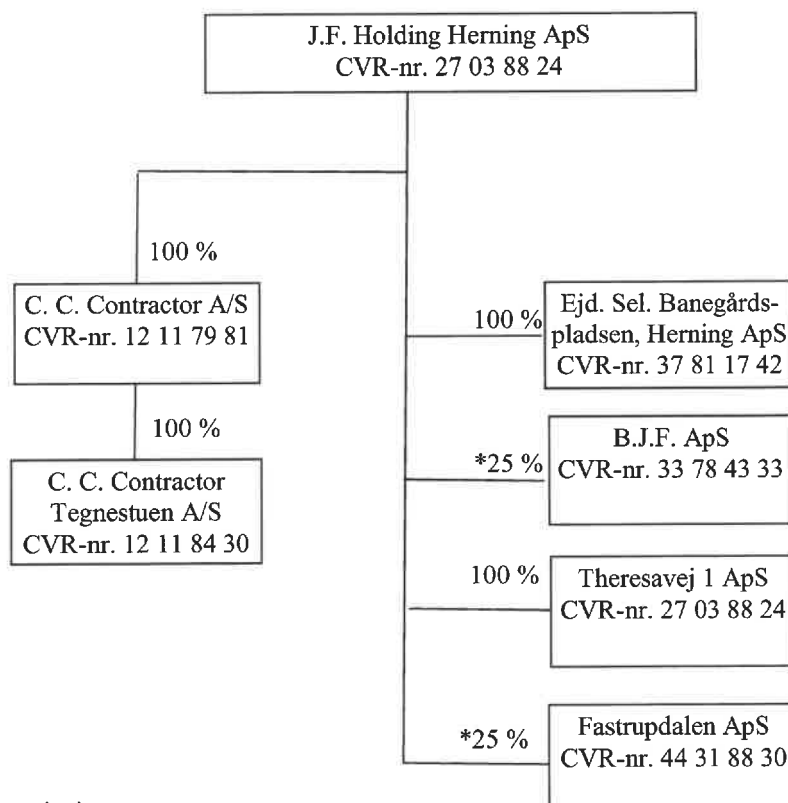 J.F. Holding Herning ApS
CVR-nr. 27 03 88 24
100 %
C. C. Contractor A/S
CVR-nr. 12 11 79 81
100 %
C. C. Contractor
Tegnestuen A/S
CVR-nr. 12 11 84 30
100 %
Ejd. Sel. Banegårds-
pladsen, Herning ApS
CVR-nr. 37 81 17 42
*25 %
B.J.F. ApS
CVR-nr. 33 78 43 33
100 %
Theresavej 1 ApS
CVR-nr. 27 03 88 24
*25 %
Fastrupdalen ApS
CVR-nr. 44 31 88 30